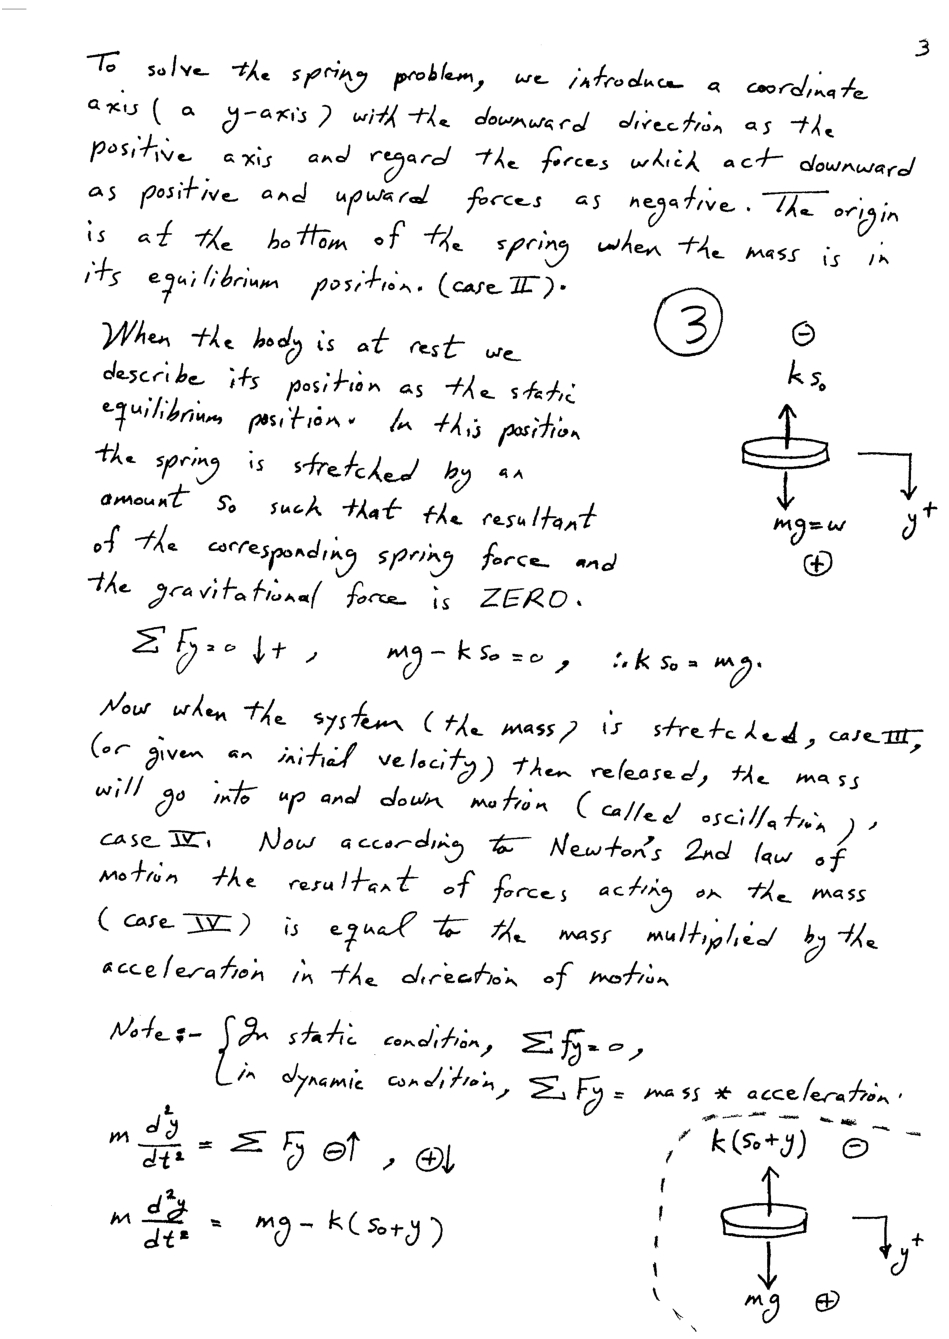 3
To solve the spring problem, we introduce a coordinate
axis ( a y-axis ) with the downward direction as the
positive axis and regard the forces which act downward
as positive and upward forces as negative. The origin
is at the bottom of the spring when the mass is in
its equilibrium position. (case II).
③
When the body is at rest we
describe its position as the static
equilibrium position. In this position
the spring is stretched by an
amount S₀ such that the resultant
of the corresponding spring force and
the gravitational force is ZERO.
⊖
k s₀
mg=w
⊕
y+
Σ Fy=0 ↓+ , mg - k S₀ = 0 , ∴ k S₀ = mg.
Now when the system (the mass) is stretched, case III,
(or given an initial velocity) then released, the mass
will go into up and down motion (called oscillation),
case IV. Now according to Newton's 2nd law of
motion the resultant of forces acting on the mass
( case IV ) is equal to the mass multiplied by the
acceleration in the direction of motion
Note:- { In static condition, Σ Fy = 0,
in dynamic condition, Σ Fy = mass * acceleration.
m d²y/dt² = Σ Fy ⊖↑ , ⊕↓
m d²y/dt² = mg - k( S₀+y )
k(S₀+y) ⊖
y+
mg ⊕